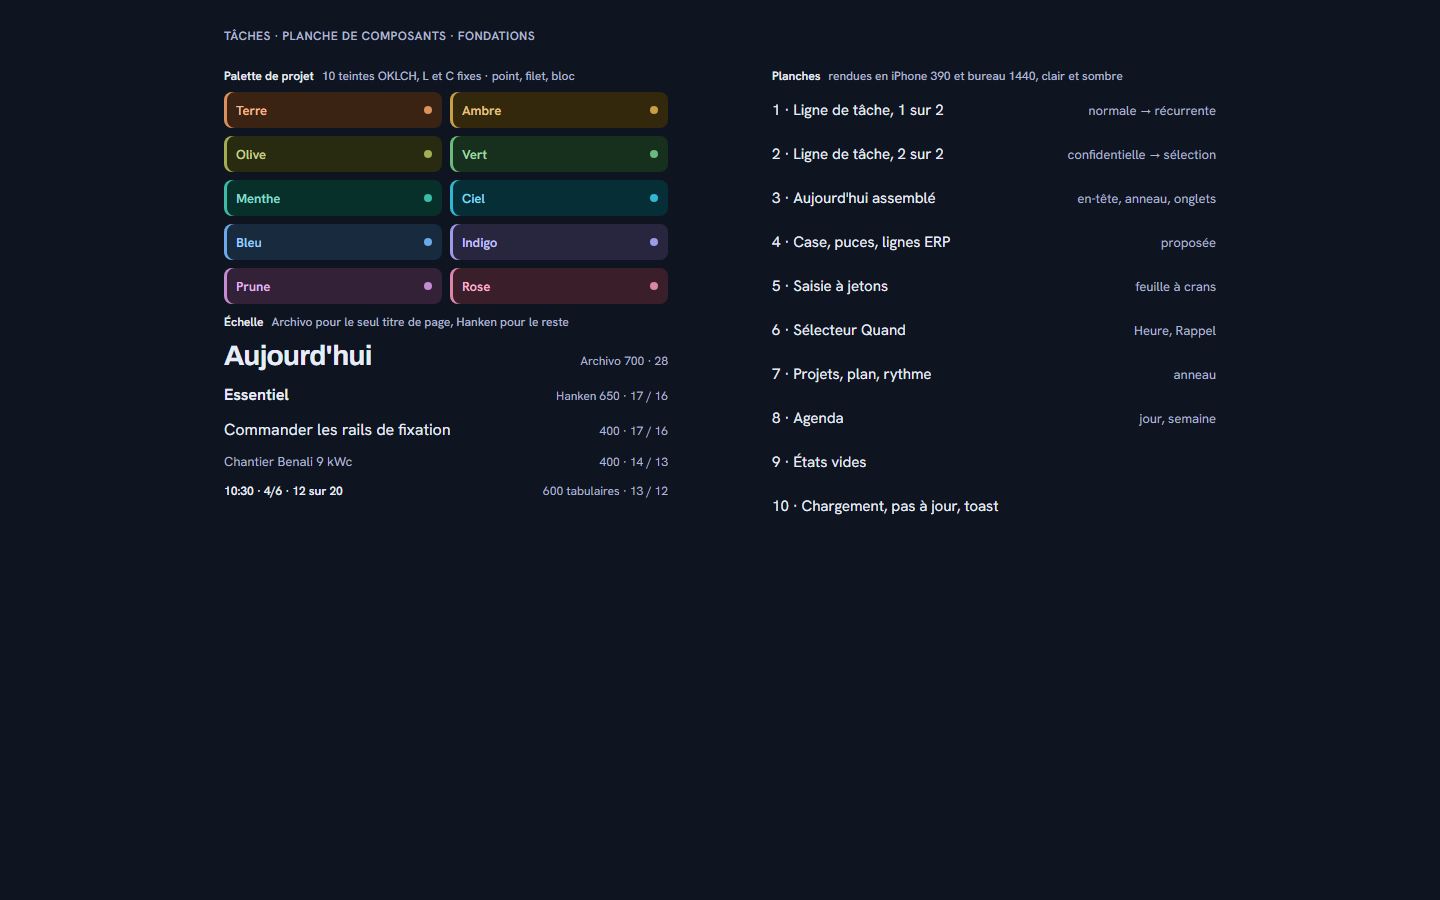 TÂCHES · PLANCHE DE COMPOSANTS · FONDATIONS
Palette de projet 10 teintes OKLCH, L et C fixes · point, filet, bloc
Terre
Ambre
Olive
Vert
Menthe
Ciel
Bleu
Indigo
Prune
Rose
Échelle Archivo pour le seul titre de page, Hanken pour le reste
Aujourd'hui Archivo 700 · 28
Essentiel Hanken 650 · 17 / 16
Commander les rails de fixation 400 · 17 / 16
Chantier Benali 9 kWc 400 · 14 / 13
10:30 · 4/6 · 12 sur 20 600 tabulaires · 13 / 12
Planches rendues en iPhone 390 et bureau 1440, clair et sombre
1 · Ligne de tâche, 1 sur 2 normale → récurrente
2 · Ligne de tâche, 2 sur 2 confidentielle → sélection
3 · Aujourd'hui assemblé en-tête, anneau, onglets
4 · Case, puces, lignes ERP proposée
5 · Saisie à jetons feuille à crans
6 · Sélecteur Quand Heure, Rappel
7 · Projets, plan, rythme anneau
8 · Agenda jour, semaine
9 · États vides
10 · Chargement, pas à jour, toast